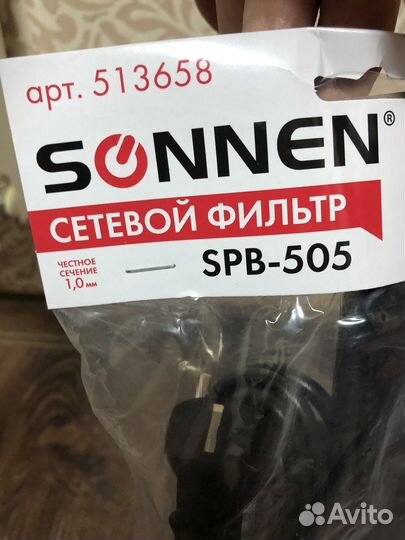 арт. 513658
SONNEN®
СЕТЕВОЙ ФИЛЬТР
ЧЕСТНОЕ
СЕЧЕНИЕ
1,0 мм
SPB-505
Avito